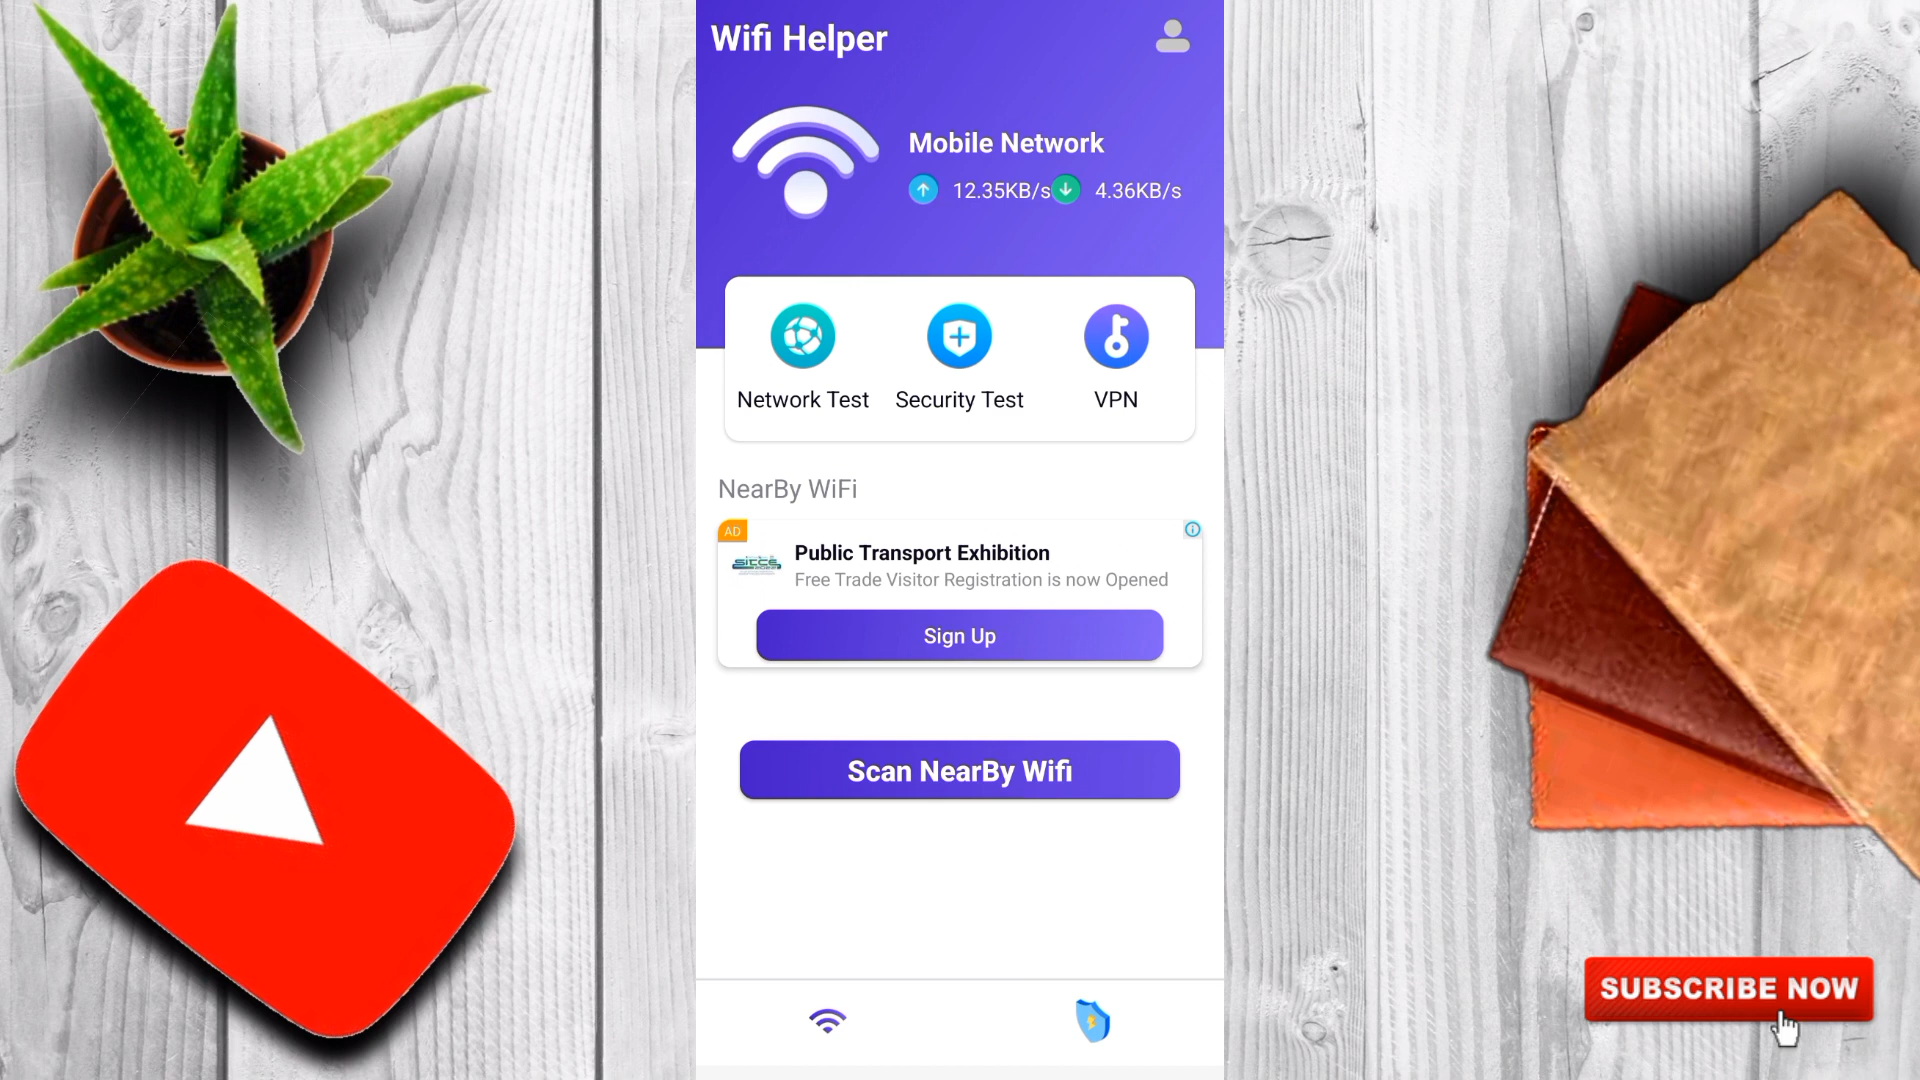 Wifi Helper
Mobile Network
12.35KB/s 4.36KB/s
Network Test Security Test VPN
NearBy WiFi
AD
Public Transport Exhibition
Free Trade Visitor Registration is now Opened
Sign Up
Scan NearBy Wifi
SUBSCRIBE NOW